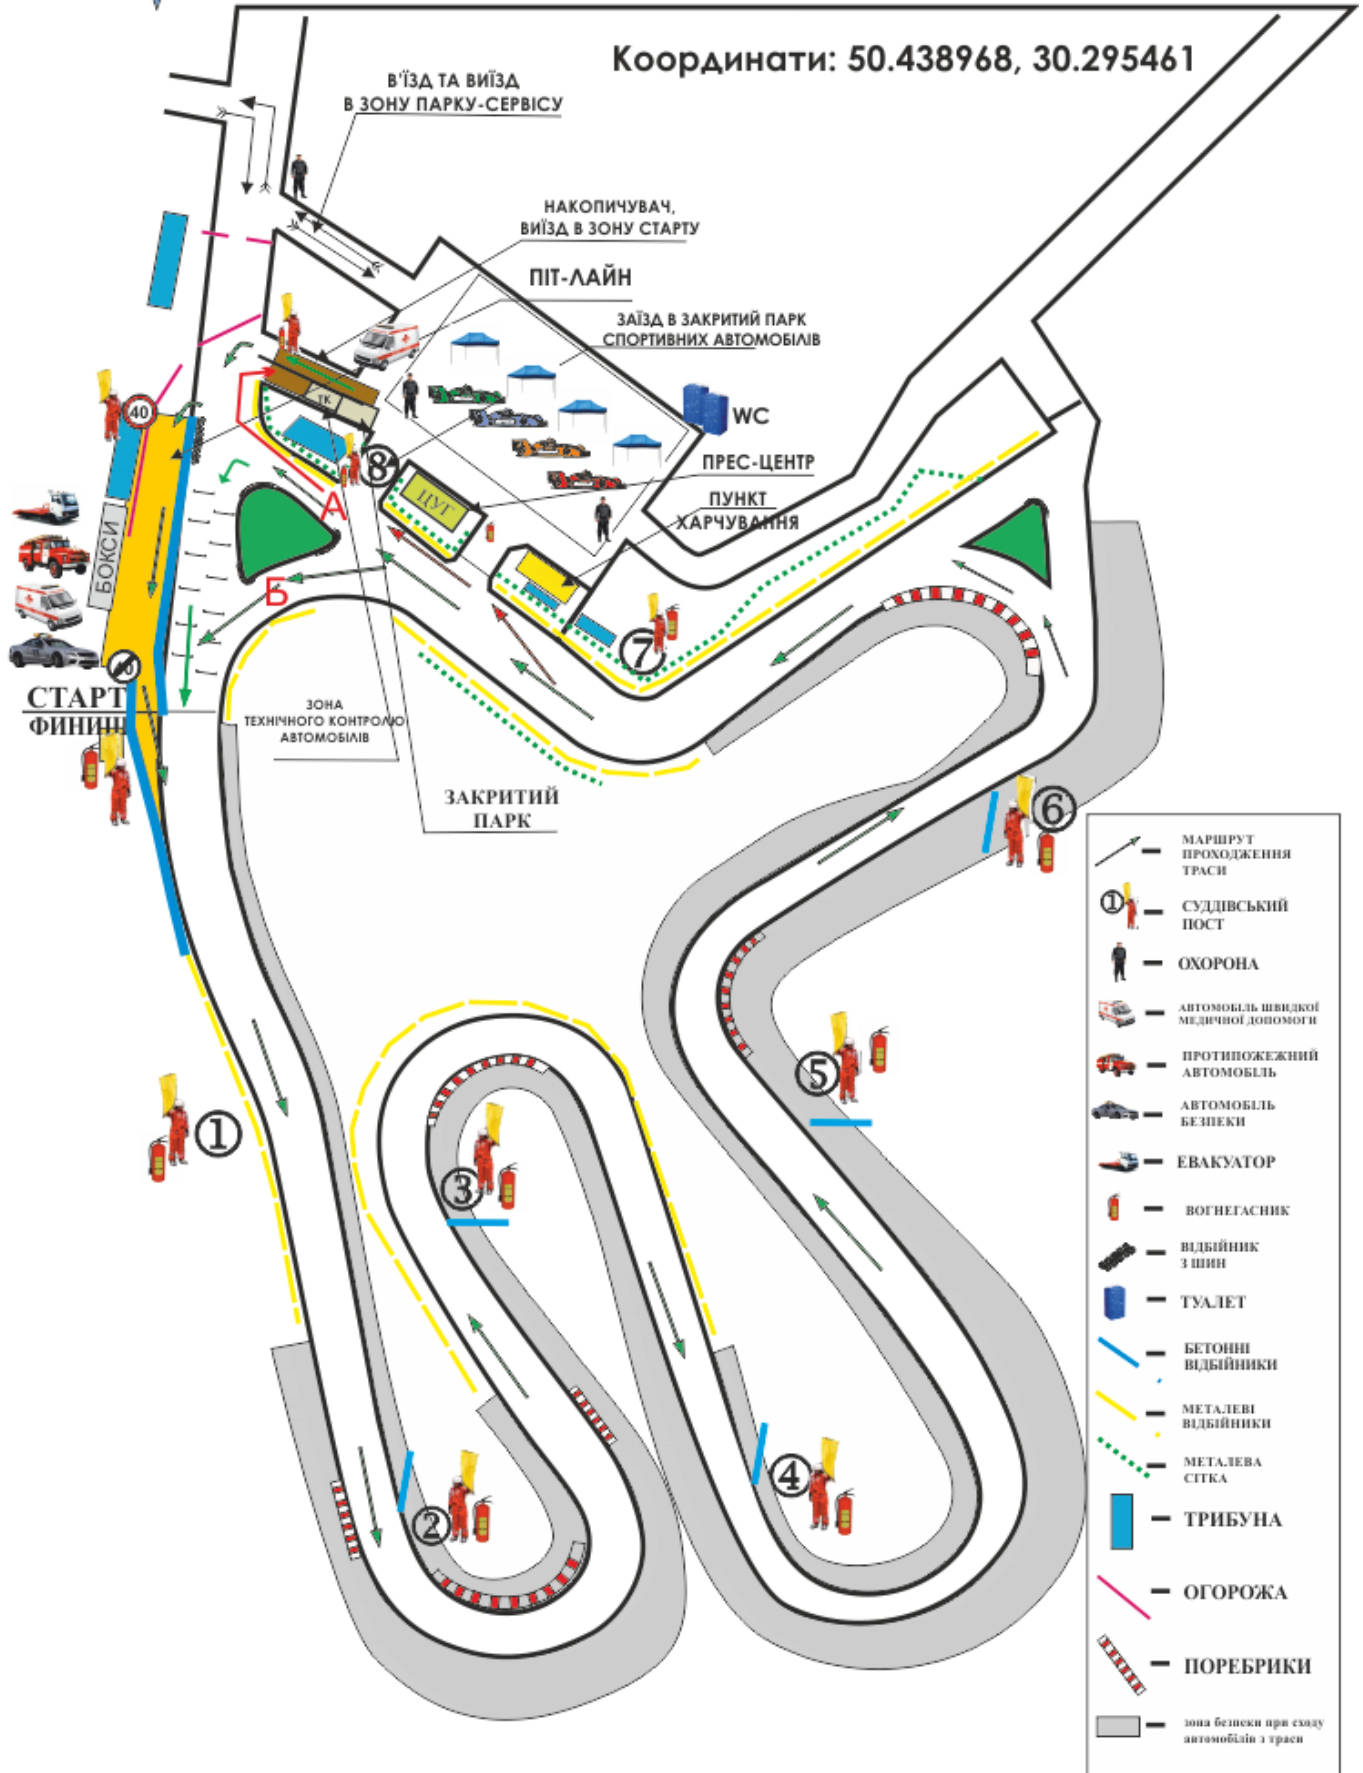 Координати: 50.438968, 30.295461
В'ЇЗД ТА ВИЇЗД
В ЗОНУ ПАРКУ-СЕРВІСУ
НАКОПИЧУВАЧ,
ВИЇЗД В ЗОНУ СТАРТУ
ПІТ-ЛАЙН
ЗАЇЗД В ЗАКРИТИЙ ПАРК
СПОРТИВНИХ АВТОМОБІЛІВ
ТК
40
WC
8
ПРЕС-ЦЕНТР
ЦУГ
ПУНКТ
ХАРЧУВАННЯ
А
БОКСИ
Б
7
СТАРТ
ФИНИШ
ЗОНА
ТЕХНІЧНОГО КОНТРОЛЮ
АВТОМОБІЛІВ
ЗАКРИТИЙ
ПАРК
6
5
1
3
4
2
МАРШРУТ
ПРОХОДЖЕННЯ
ТРАСИ
1
СУДДІВСЬКИЙ
ПОСТ
ОХОРОНА
АВТОМОБІЛЬ ШВИДКОЇ
МЕДИЧНОЇ ДОПОМОГИ
ПРОТИПОЖЕЖНИЙ
АВТОМОБІЛЬ
АВТОМОБІЛЬ
БЕЗПЕКИ
ЕВАКУАТОР
ВОГНЕГАСНИК
ВІДБІЙНИК
З ШИН
ТУАЛЕТ
БЕТОННІ
ВІДБІЙНИКИ
МЕТАЛЕВІ
ВІДБІЙНИКИ
МЕТАЛЕВА
СІТКА
ТРИБУНА
ОГОРОЖА
ПОРЕБРИКИ
зона безпеки при сходу
автомобілів з траси